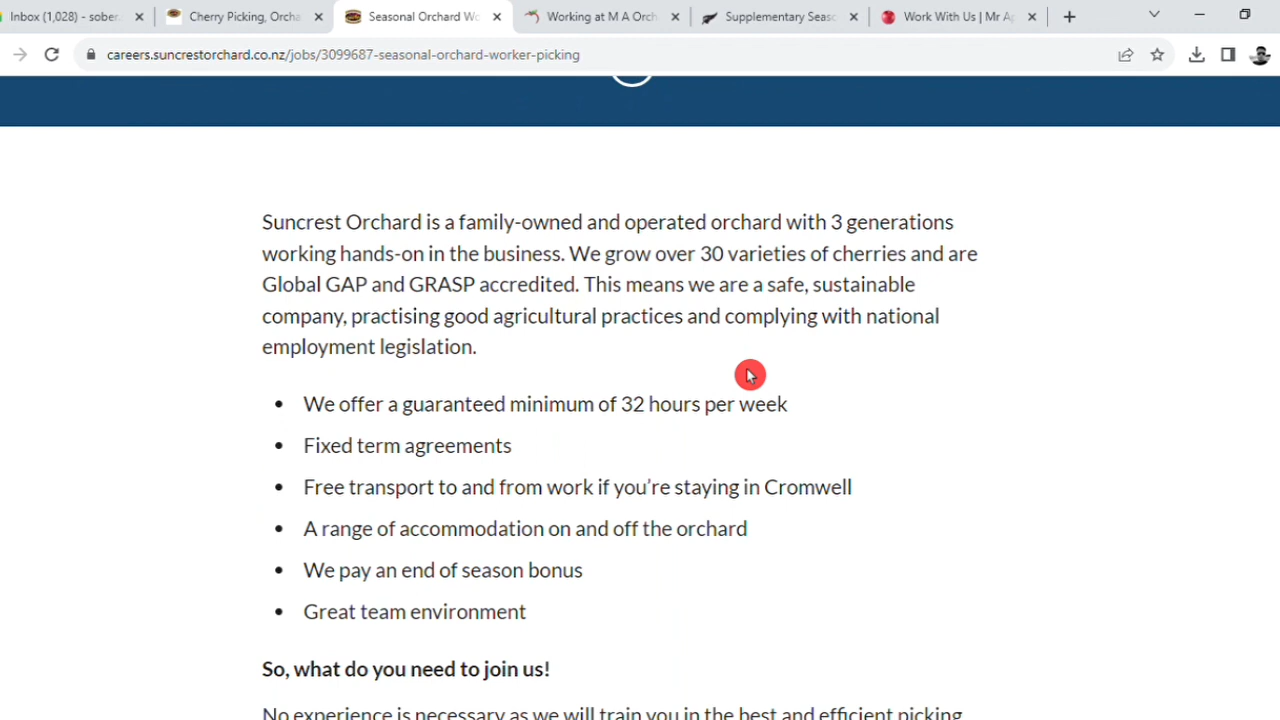 Inbox (1,028) - sober Cherry Picking, Orcha Seasonal Orchard Wo Working at M A Orch Supplementary Seas Work With Us | Mr Ap
careers.suncrestorchard.co.nz/jobs/3099687-seasonal-orchard-worker-picking
Suncrest Orchard is a family-owned and operated orchard with 3 generations
working hands-on in the business. We grow over 30 varieties of cherries and are
Global GAP and GRASP accredited. This means we are a safe, sustainable
company, practising good agricultural practices and complying with national
employment legislation.
• We offer a guaranteed minimum of 32 hours per week
• Fixed term agreements
• Free transport to and from work if you’re staying in Cromwell
• A range of accommodation on and off the orchard
• We pay an end of season bonus
• Great team environment
So, what do you need to join us!
No experience is necessary as we will train you in the best and efficient picking